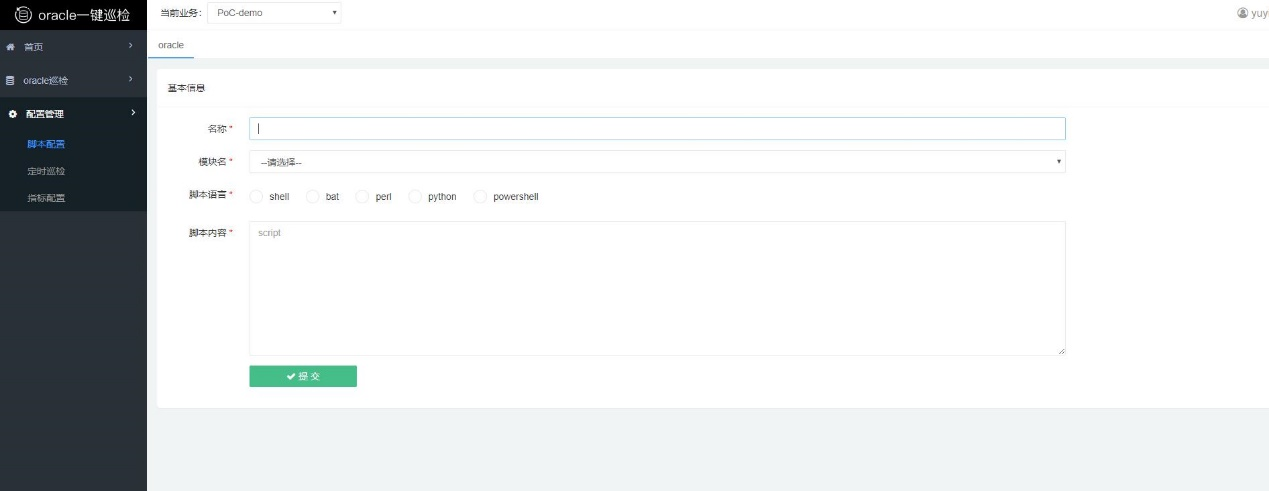 oracle一键巡检
当前业务: PoC-demo
yuy
首页
oracle
oracle巡检
基本信息
配置管理
名称 *
脚本配置
模块名 * --请选择--
定时巡检
脚本语言 * shell bat perl python powershell
指标配置
脚本内容 * script
提 交